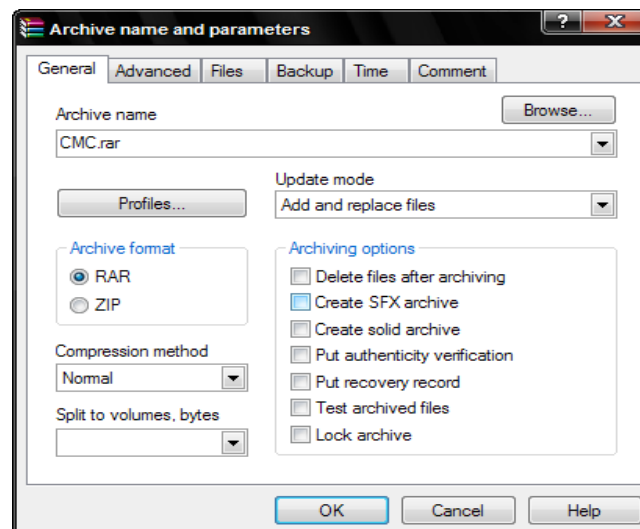 Archive name and parameters
?
X
General
Advanced
Files
Backup
Time
Comment
Archive name
Browse...
CMC.rar
Update mode
Profiles...
Add and replace files
Archive format
RAR
ZIP
Archiving options
Delete files after archiving
Create SFX archive
Create solid archive
Put authenticity verification
Put recovery record
Test archived files
Lock archive
Compression method
Normal
Split to volumes, bytes
OK
Cancel
Help